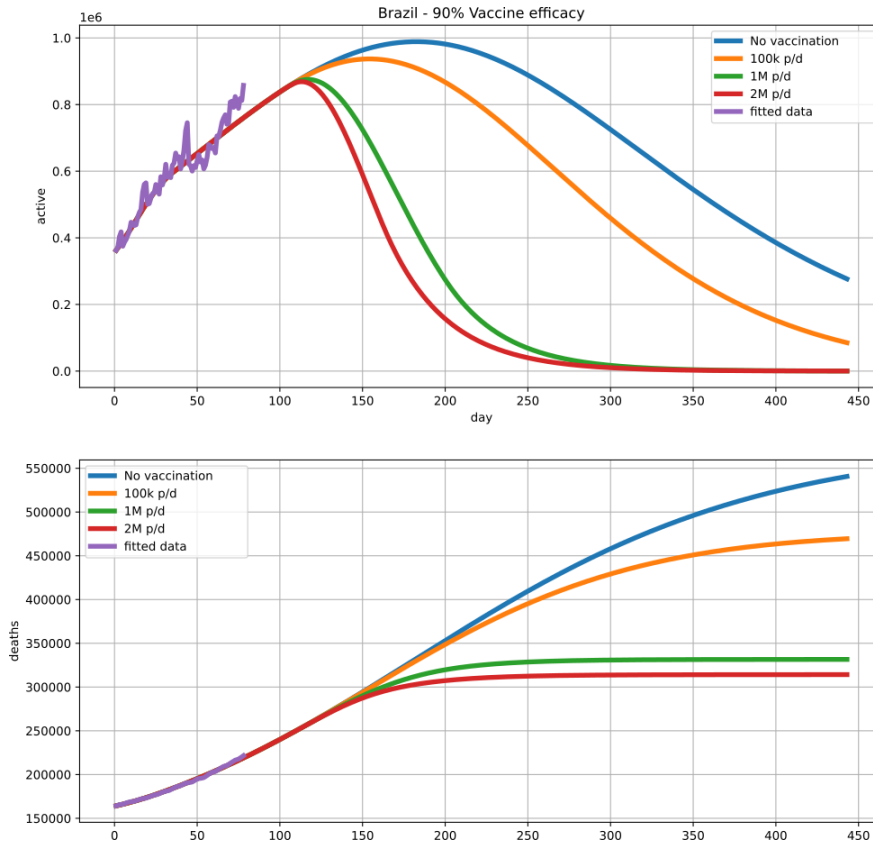 Brazil - 90% Vaccine efficacy
1e6
1.0
0.8
0.6
0.4
0.2
0.0
active
No vaccination
100k p/d
1M p/d
2M p/d
fitted data
0 50 100 150 200 250 300 350 400 450
day
550000
500000
450000
400000
350000
300000
250000
200000
150000
deaths
No vaccination
100k p/d
1M p/d
2M p/d
fitted data
0 50 100 150 200 250 300 350 400 450